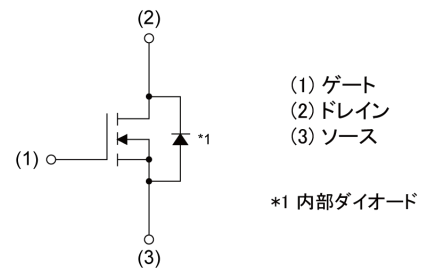 (2)
(1)
*1
(3)
(1) ゲート
(2) ドレイン
(3) ソース
*1 内部ダイオード